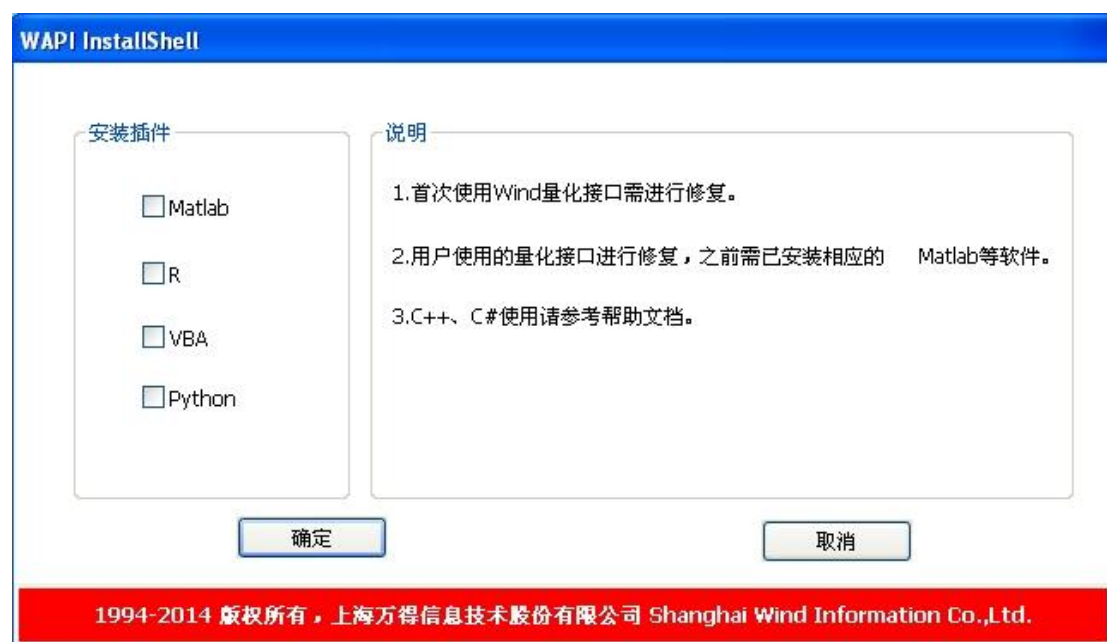 WAPI InstallShell
安装插件
Matlab
R
VBA
Python
说明
1.首次使用Wind量化接口需进行修复。
2.用户使用的量化接口进行修复，之前需已安装相应的 Matlab等软件。
3.C++、C#使用请参考帮助文档。
确定
取消
1994-2014 版权所有，上海万得信息技术股份有限公司 Shanghai Wind Information Co.,Ltd.